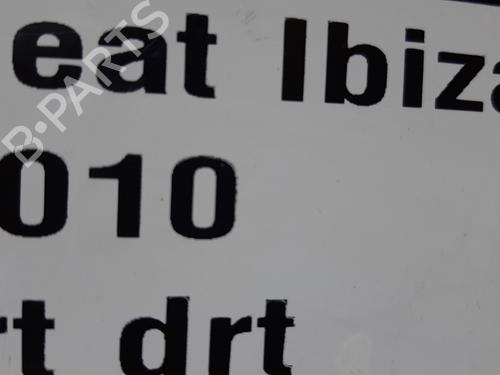 eat Ibiza
010
rt drt
B-PARTS